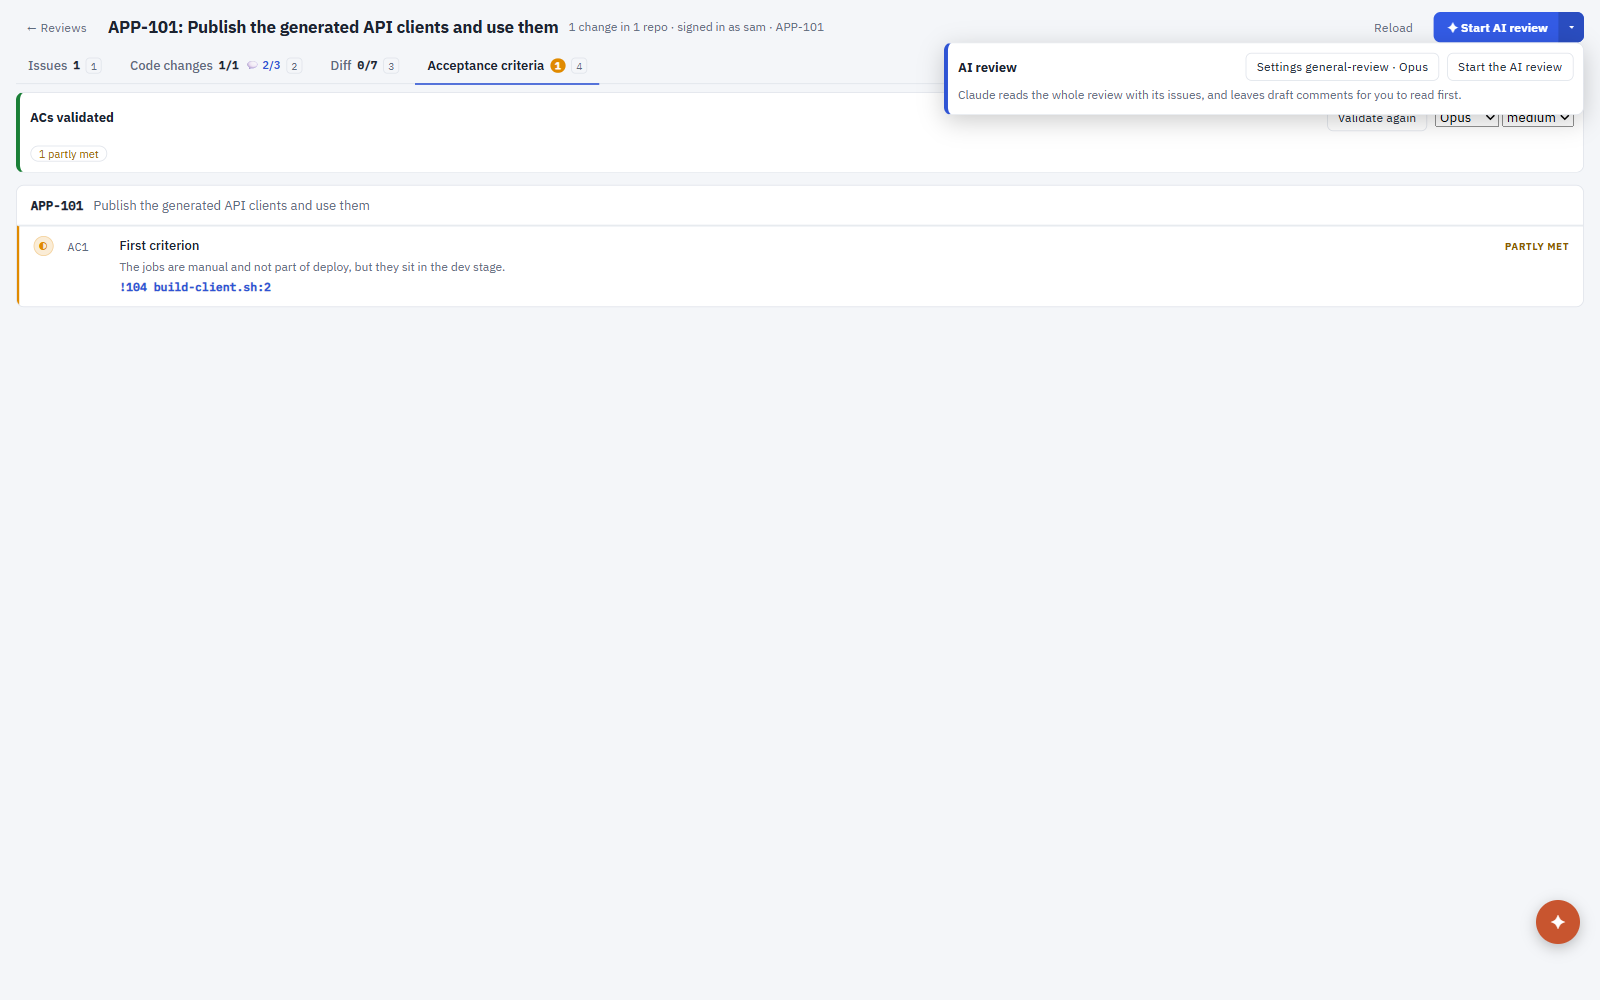 ← Reviews APP-101: Publish the generated API clients and use them 1 change in 1 repo · signed in as sam · APP-101 Reload ✦ Start AI review
Issues 1 1 Code changes 1/1 2/3 2 Diff 0/7 3 Acceptance criteria 1 4
AI review Settings general-review · Opus Start the AI review
Claude reads the whole review with its issues, and leaves draft comments for you to read first.
ACs validated Validate again Opus medium
1 partly met
APP-101 Publish the generated API clients and use them
AC1 First criterion PARTLY MET
The jobs are manual and not part of deploy, but they sit in the dev stage.
!104 build-client.sh:2